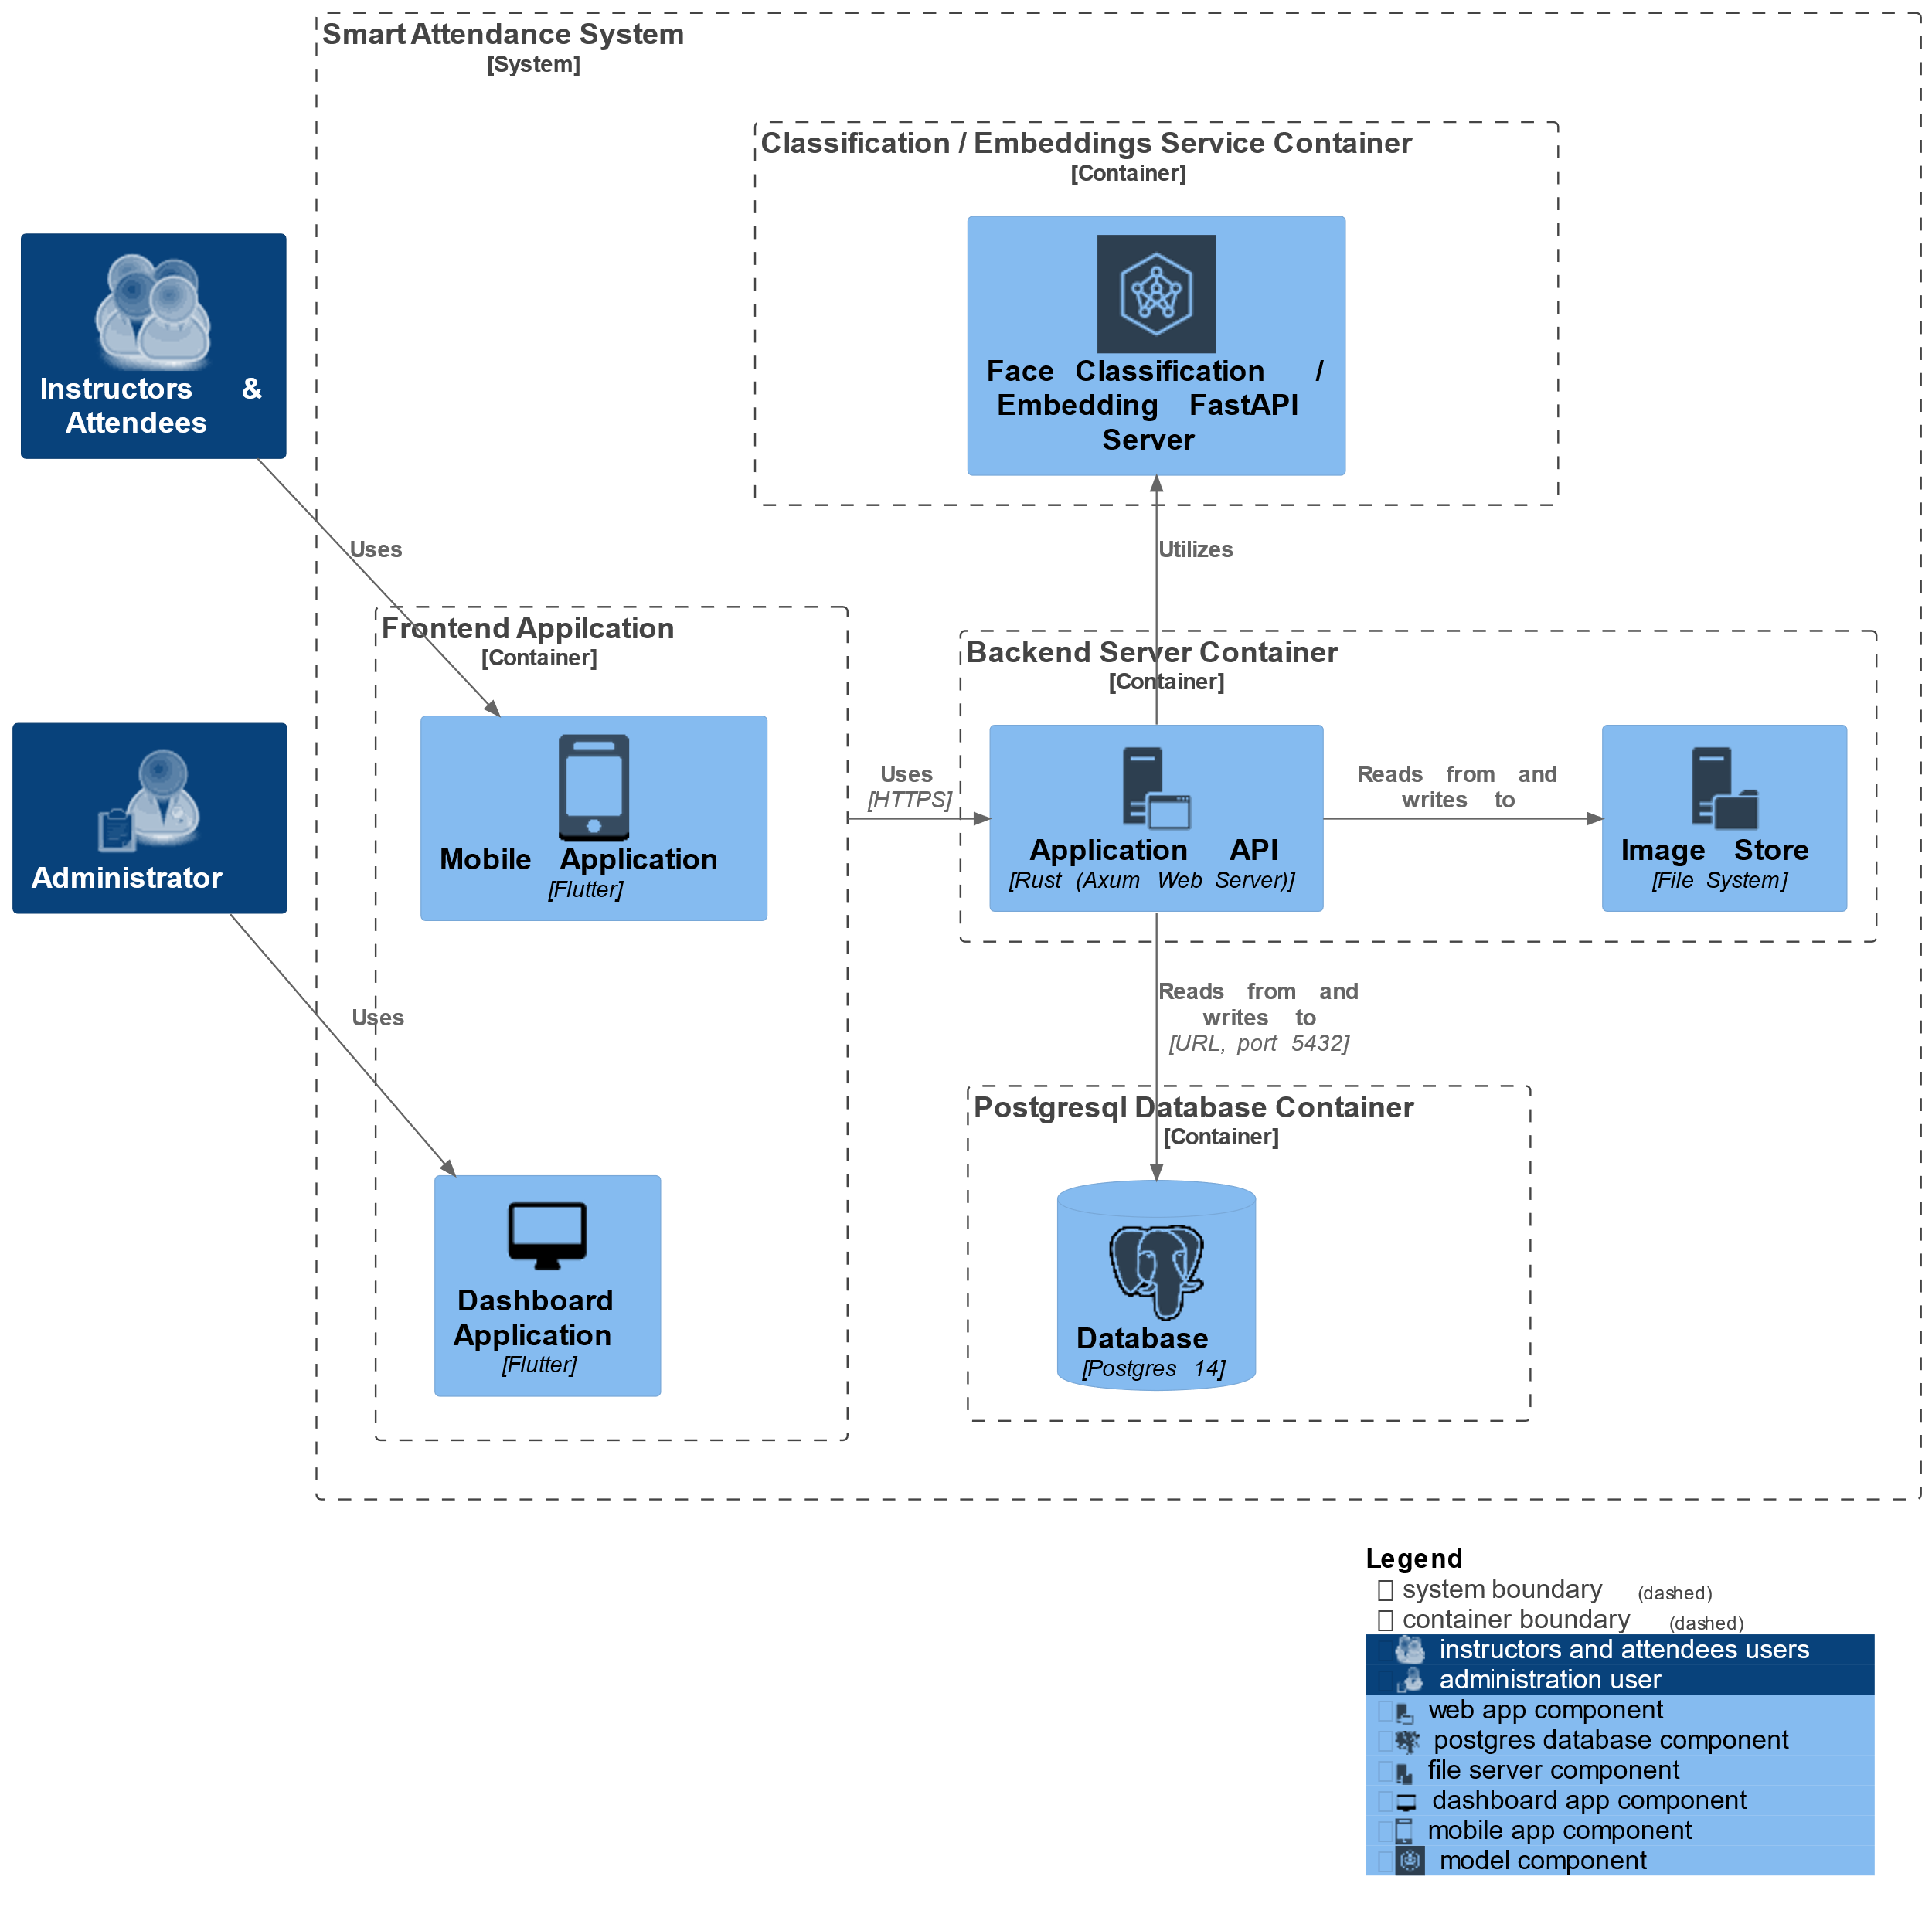 Smart Attendance System
[System]
Classification / Embeddings Service Container
[Container]
Face Classification /
Embedding FastAPI
Server
Instructors &
Attendees
Uses
Utilizes
Frontend Appilcation
[Container]
Backend Server Container
[Container]
Administrator
Mobile Application
[Flutter]
Uses
[HTTPS]
Application API
[Rust (Axum Web Server)]
Reads from and
writes to
Image Store
[File System]
Uses
Reads from and
writes to
[URL, port 5432]
Postgresql Database Container
[Container]
Dashboard
Application
[Flutter]
Database
[Postgres 14]
Legend
system boundary (dashed)
container boundary (dashed)
instructors and attendees users
administration user
web app component
postgres database component
file server component
dashboard app component
mobile app component
model component